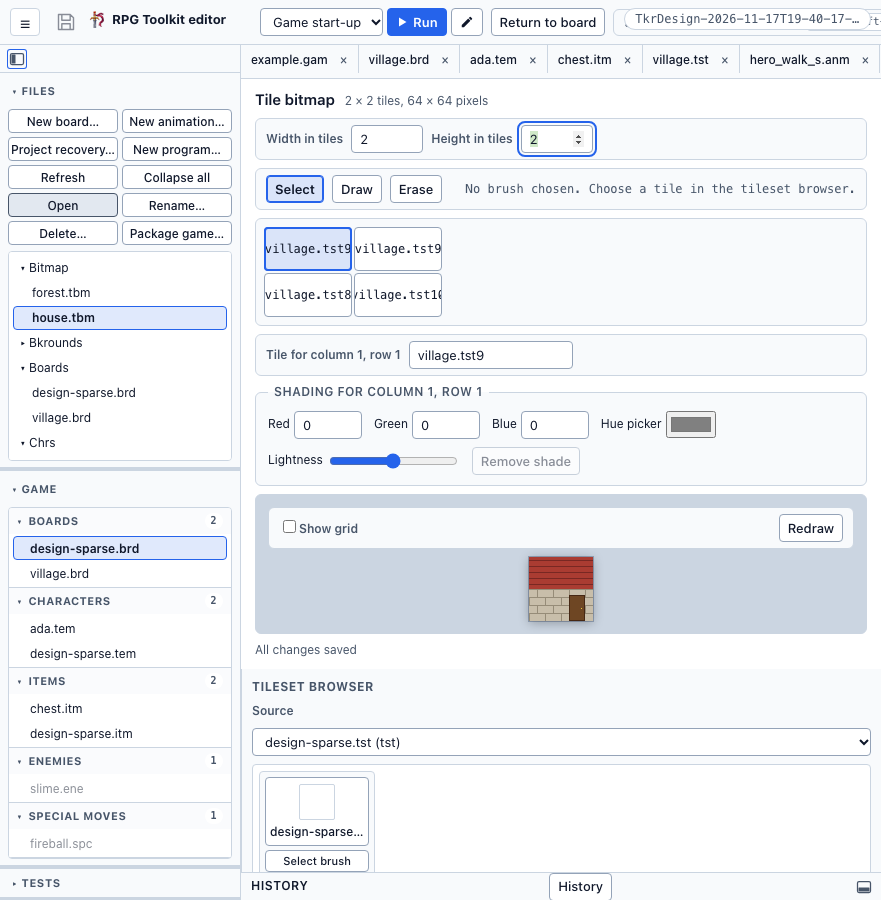 RPG Toolkit editor
Game start-up
Run
Return to board
TkrDesign-2026-11-17T19-40-17-…
example.gam ×
village.brd ×
ada.tem ×
chest.itm ×
village.tst ×
hero_walk_s.anm ×
FILES
New board…
New animation…
Project recovery…
New program…
Refresh
Collapse all
Open
Rename…
Delete…
Package game…
Bitmap
forest.tbm
house.tbm
Bkrounds
Boards
design-sparse.brd
village.brd
Chrs
GAME
BOARDS 2
design-sparse.brd
village.brd
CHARACTERS 2
ada.tem
design-sparse.tem
ITEMS 2
chest.itm
design-sparse.itm
ENEMIES 1
slime.ene
SPECIAL MOVES 1
fireball.spc
TESTS
Tile bitmap 2 × 2 tiles, 64 × 64 pixels
Width in tiles 2 Height in tiles 2
Select Draw Erase No brush chosen. Choose a tile in the tileset browser.
village.tst9 village.tst9
village.tst8 village.tst10
Tile for column 1, row 1 village.tst9
SHADING FOR COLUMN 1, ROW 1
Red 0 Green 0 Blue 0 Hue picker
Lightness Remove shade
Show grid Redraw
All changes saved
TILESET BROWSER
Source
design-sparse.tst (tst)
design-sparse…
Select brush
HISTORY History